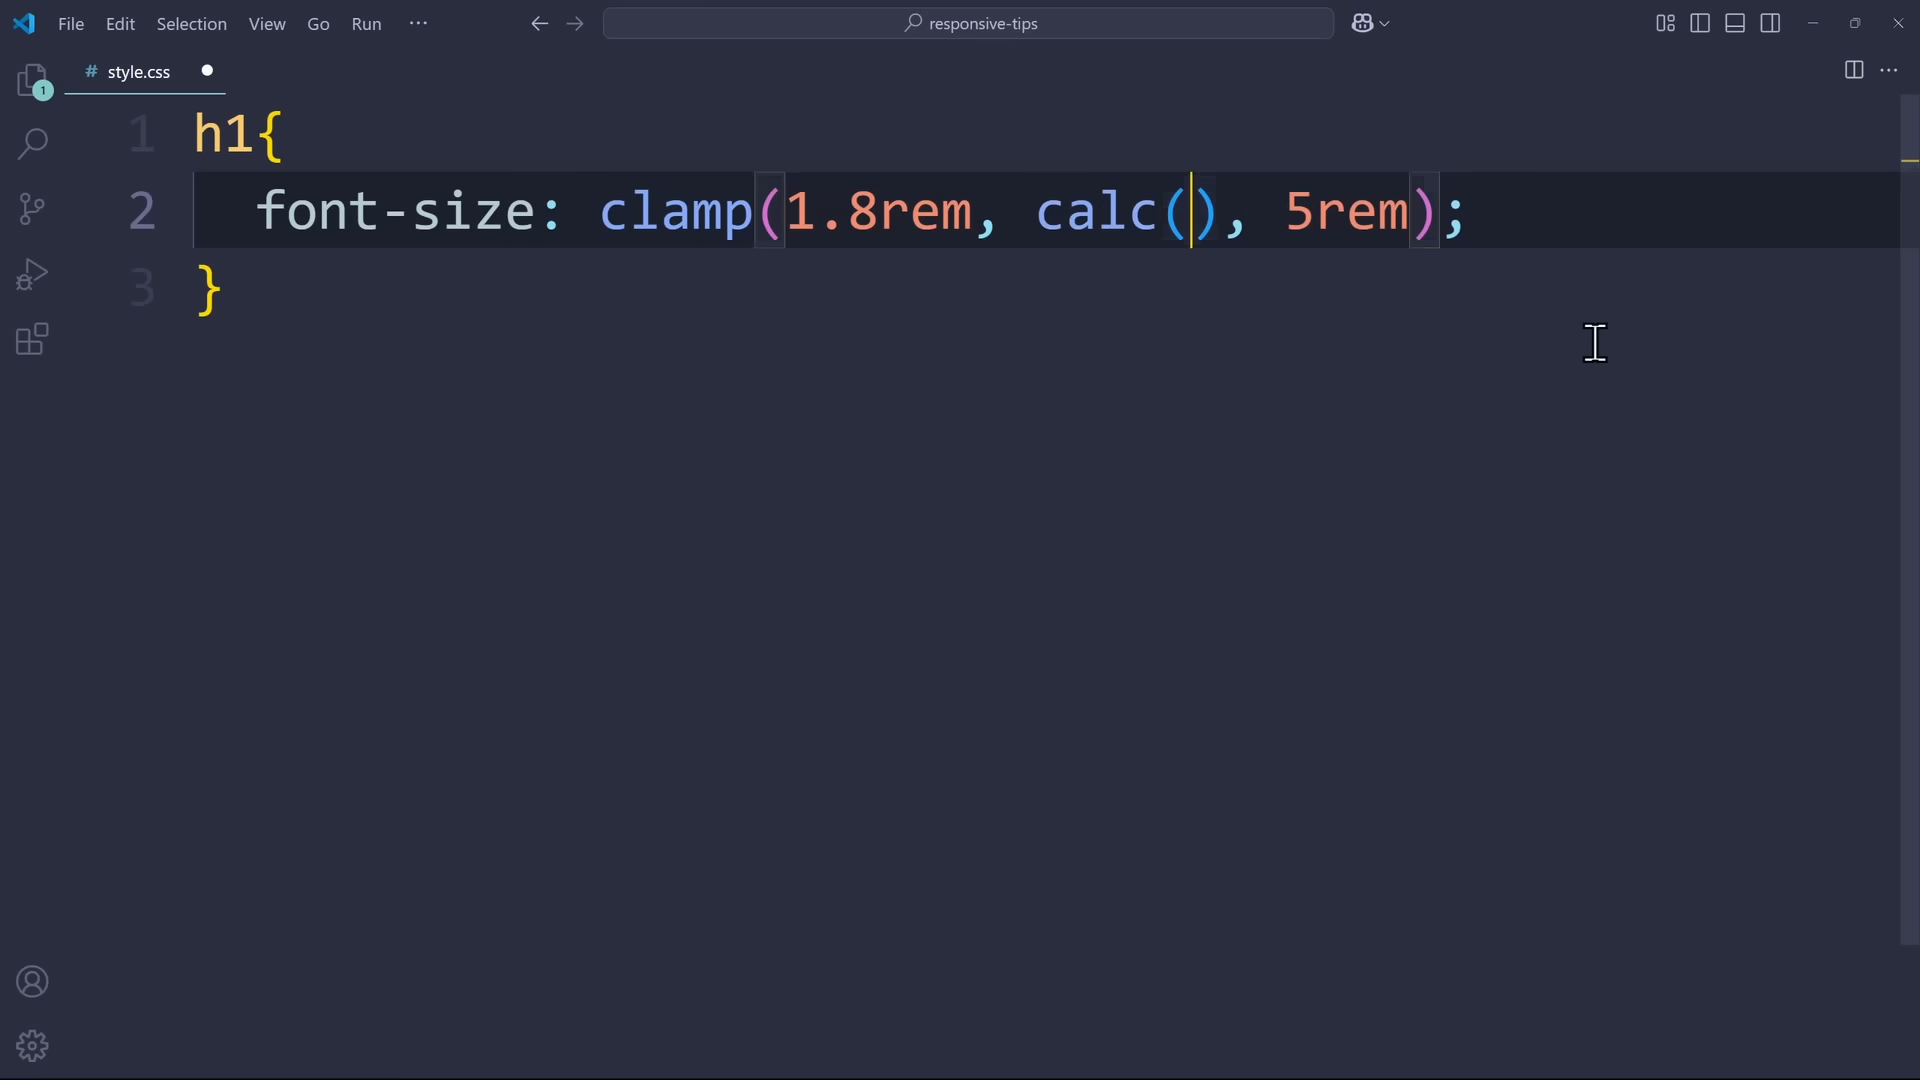 File Edit Selection View Go Run ··· responsive-tips
# style.css
1
1 h1{
2 font-size: clamp(1.8rem, calc(), 5rem);
3 }